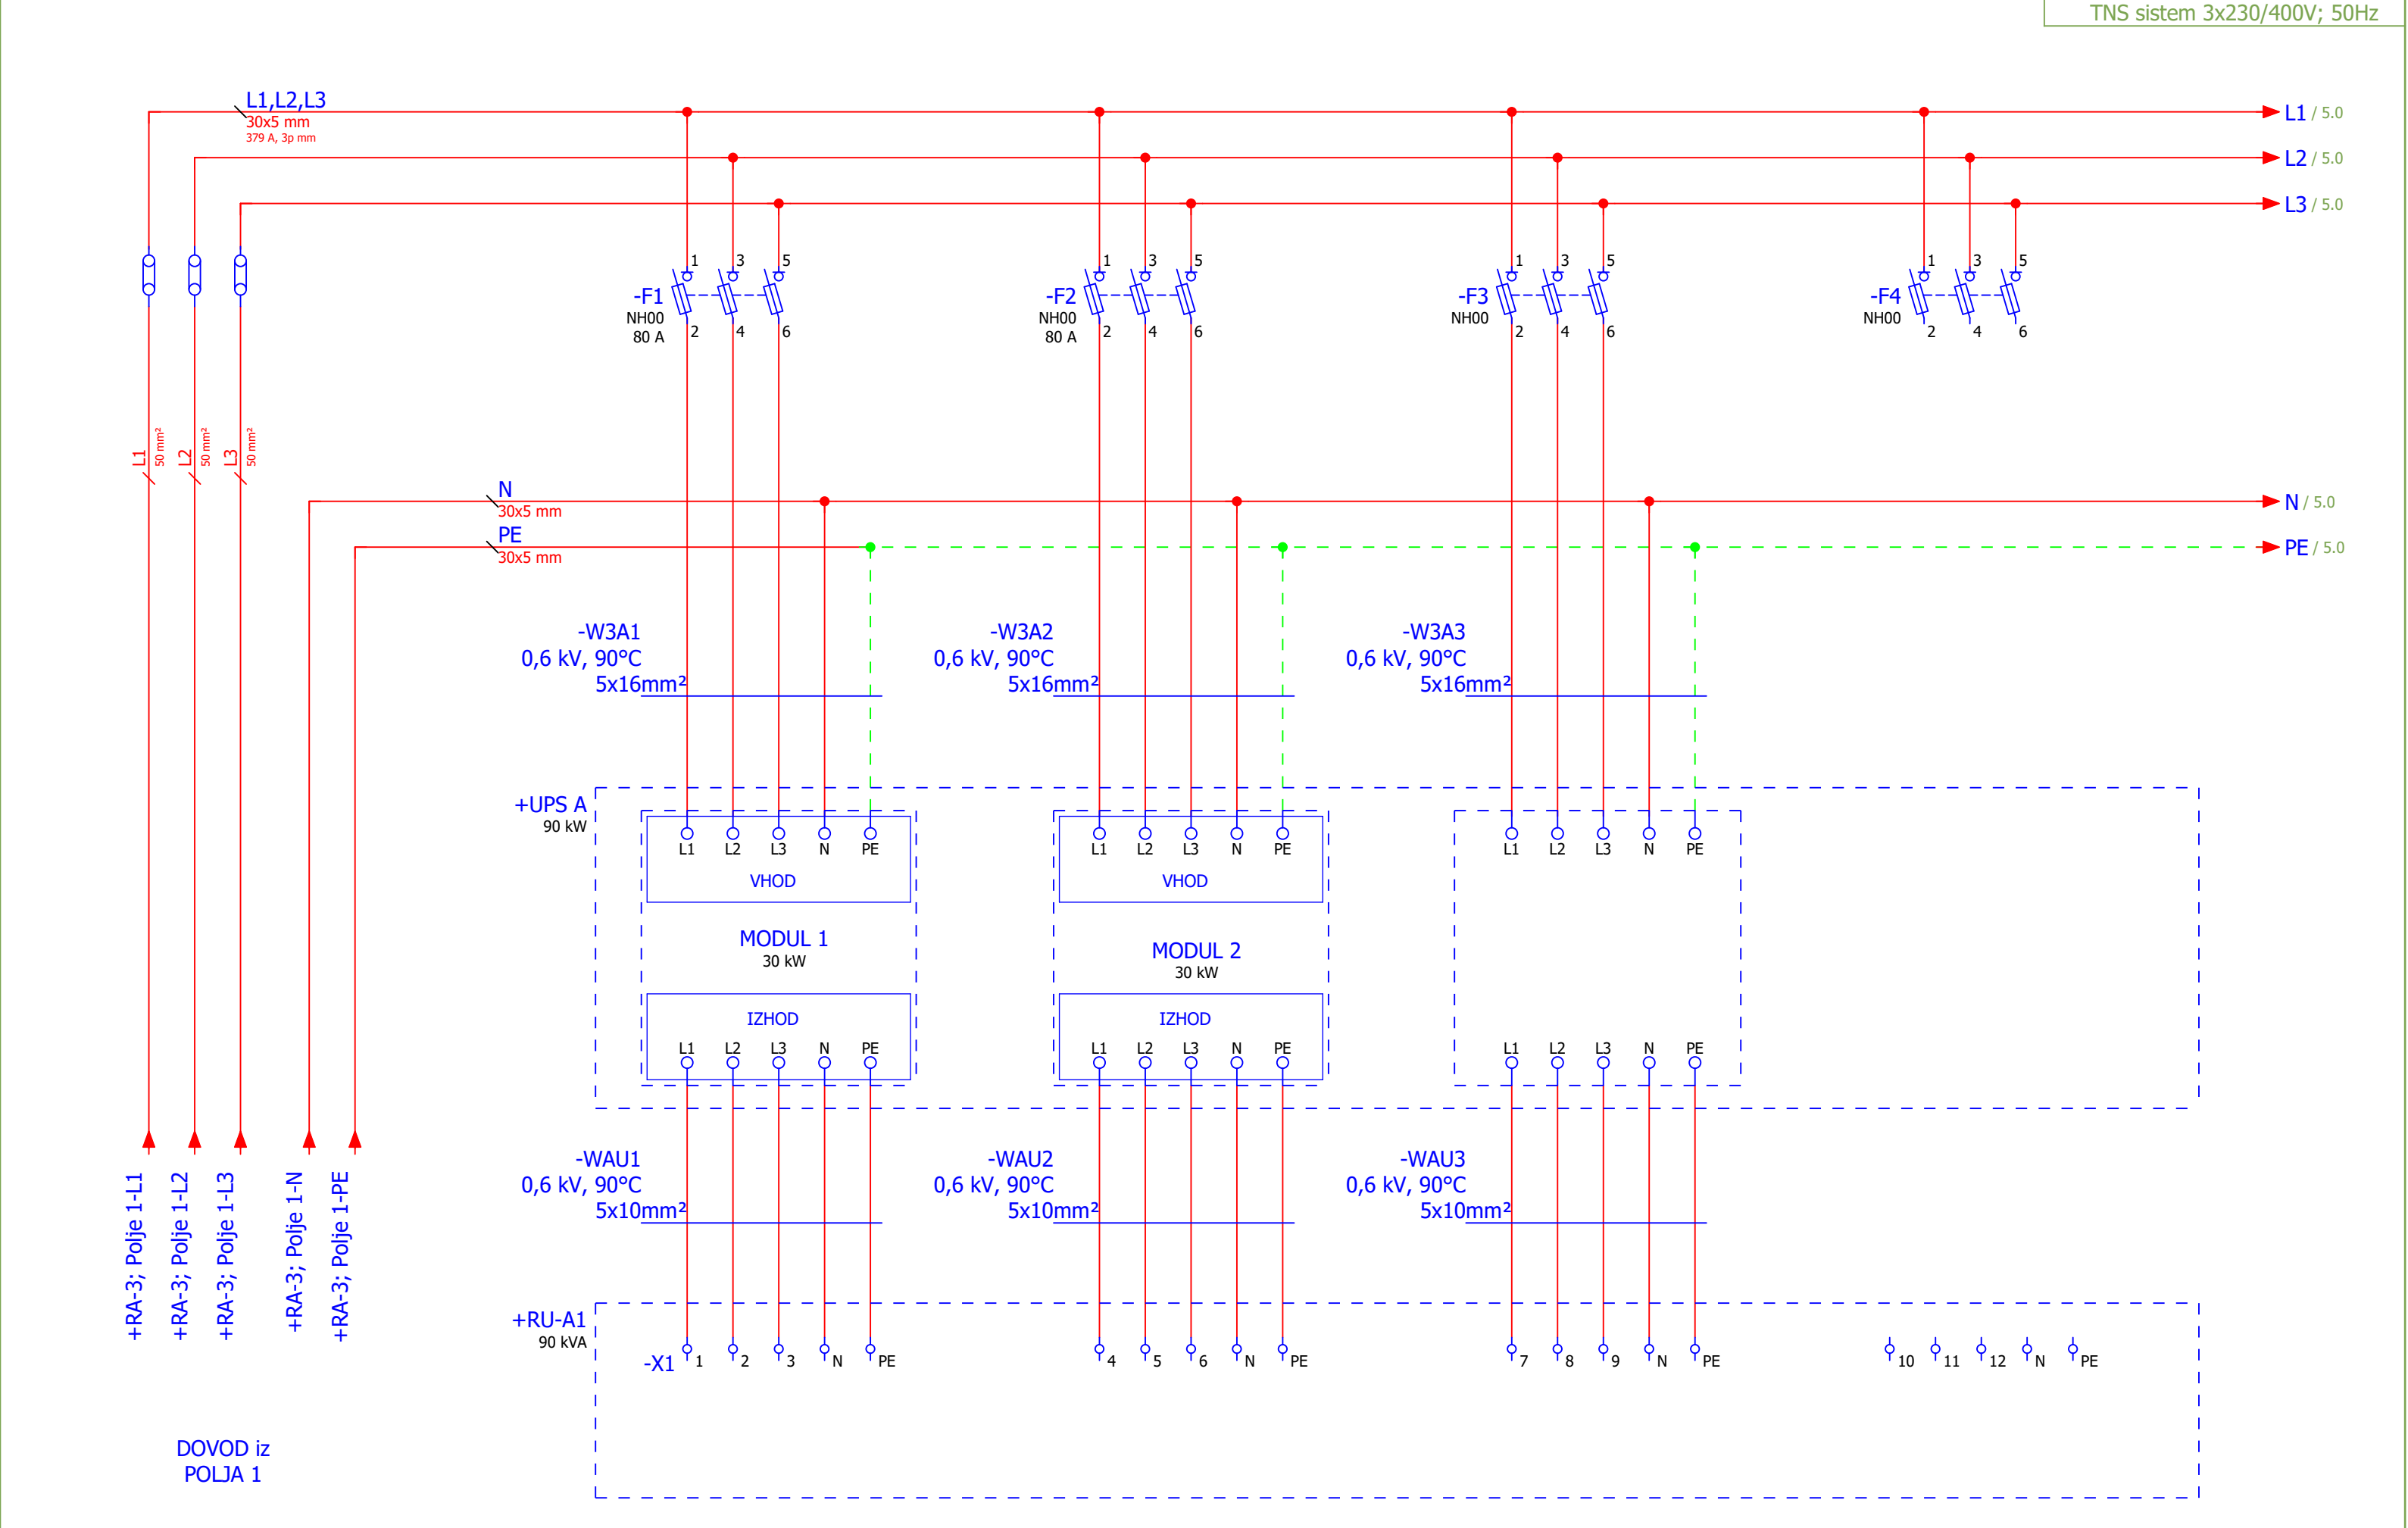 TNS sistem 3x230/400V; 50Hz
L1,L2,L3
30x5 mm
379 A, 3p mm
L1 / 5.0
L2 / 5.0
L3 / 5.0
1 3 5
-F1
NH00
80 A
2 4 6
1 3 5
-F2
NH00
80 A
2 4 6
1 3 5
-F3
NH00
2 4 6
1 3 5
-F4
NH00
2 4 6
L1
50 mm²
L2
50 mm²
L3
50 mm²
N
30x5 mm
N / 5.0
PE
30x5 mm
PE / 5.0
-W3A1
0,6 kV, 90°C
5x16mm²
-W3A2
0,6 kV, 90°C
5x16mm²
-W3A3
0,6 kV, 90°C
5x16mm²
+UPS A
90 kW
L1 L2 L3 N PE
VHOD
MODUL 1
30 kW
IZHOD
L1 L2 L3 N PE
L1 L2 L3 N PE
VHOD
MODUL 2
30 kW
IZHOD
L1 L2 L3 N PE
L1 L2 L3 N PE
L1 L2 L3 N PE
-WAU1
0,6 kV, 90°C
5x10mm²
-WAU2
0,6 kV, 90°C
5x10mm²
-WAU3
0,6 kV, 90°C
5x10mm²
+RA-3; Polje 1-L1
+RA-3; Polje 1-L2
+RA-3; Polje 1-L3
+RA-3; Polje 1-N
+RA-3; Polje 1-PE
+RU-A1
90 kVA
-X1 1 2 3 N PE
4 5 6 N PE
7 8 9 N PE
10 11 12 N PE
DOVOD iz
POLJA 1